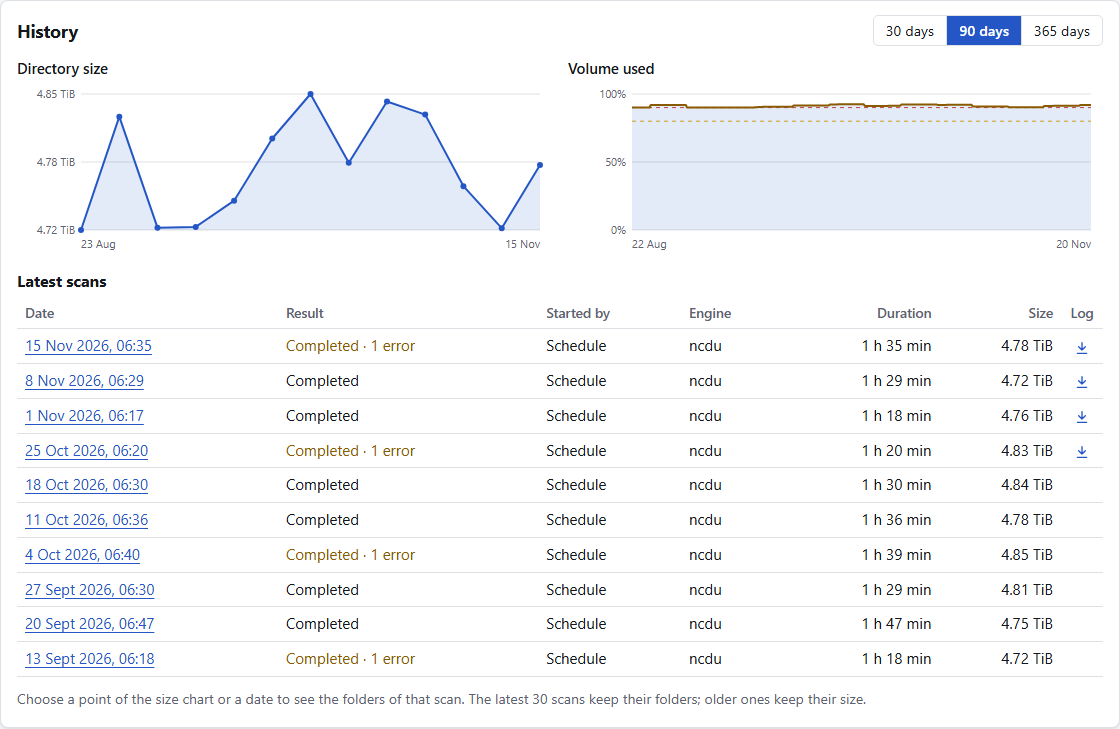 History
30 days 90 days 365 days
Directory size
4.85 TiB
4.78 TiB
4.72 TiB
23 Aug 15 Nov
Volume used
100%
50%
0%
22 Aug 20 Nov
Latest scans
Date Result Started by Engine Duration Size Log
15 Nov 2026, 06:35 Completed · 1 error Schedule ncdu 1 h 35 min 4.78 TiB
8 Nov 2026, 06:29 Completed Schedule ncdu 1 h 29 min 4.72 TiB
1 Nov 2026, 06:17 Completed Schedule ncdu 1 h 18 min 4.76 TiB
25 Oct 2026, 06:20 Completed · 1 error Schedule ncdu 1 h 20 min 4.83 TiB
18 Oct 2026, 06:30 Completed Schedule ncdu 1 h 30 min 4.84 TiB
11 Oct 2026, 06:36 Completed Schedule ncdu 1 h 36 min 4.78 TiB
4 Oct 2026, 06:40 Completed · 1 error Schedule ncdu 1 h 39 min 4.85 TiB
27 Sept 2026, 06:30 Completed Schedule ncdu 1 h 29 min 4.81 TiB
20 Sept 2026, 06:47 Completed Schedule ncdu 1 h 47 min 4.75 TiB
13 Sept 2026, 06:18 Completed · 1 error Schedule ncdu 1 h 18 min 4.72 TiB
Choose a point of the size chart or a date to see the folders of that scan. The latest 30 scans keep their folders; older ones keep their size.